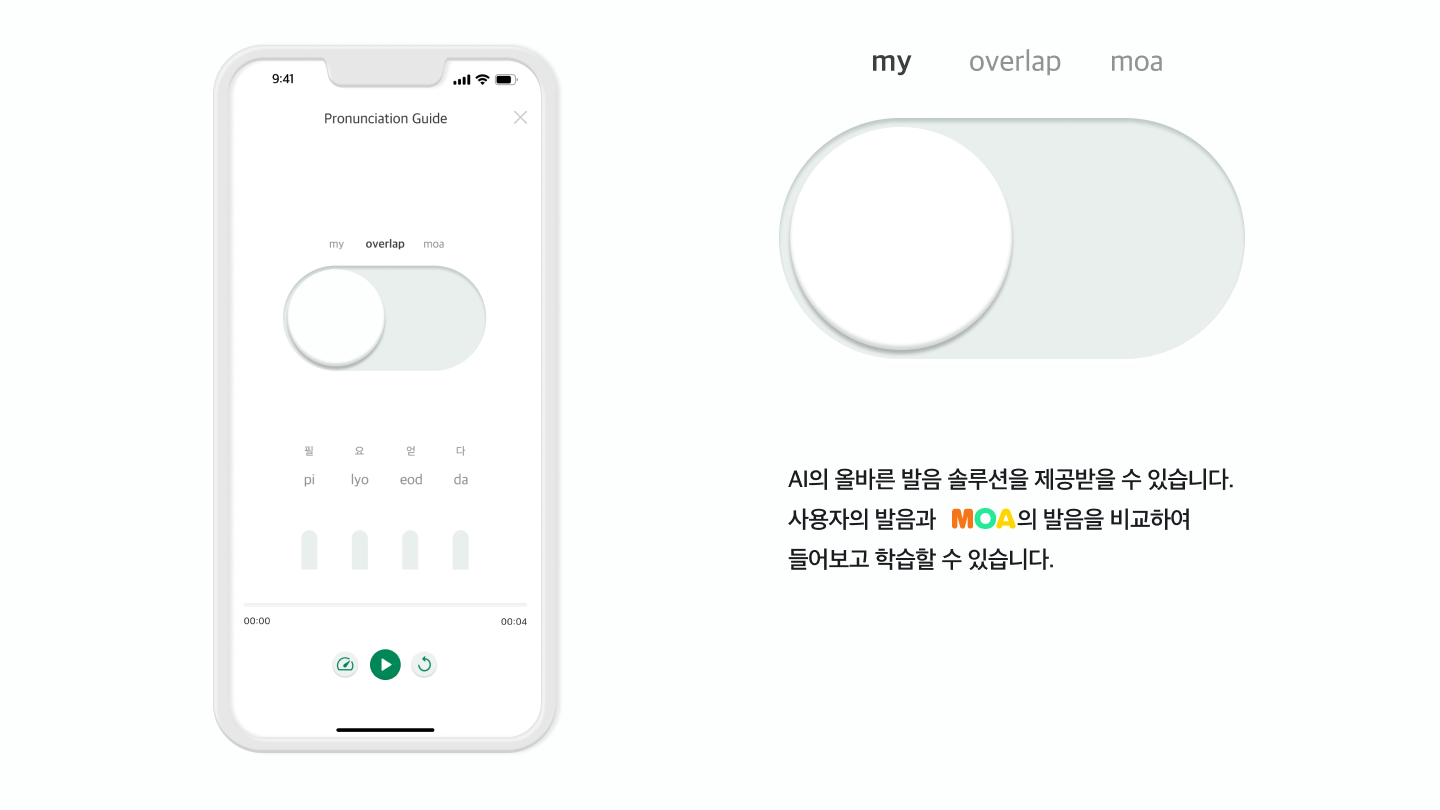 9:41
Pronunciation Guide
my overlap moa
필 요 얻 다
pi lyo eod da
00:00 00:04
my overlap moa
AI의 올바른 발음 솔루션을 제공받을 수 있습니다.
사용자의 발음과 MOA의 발음을 비교하여
들어보고 학습할 수 있습니다.